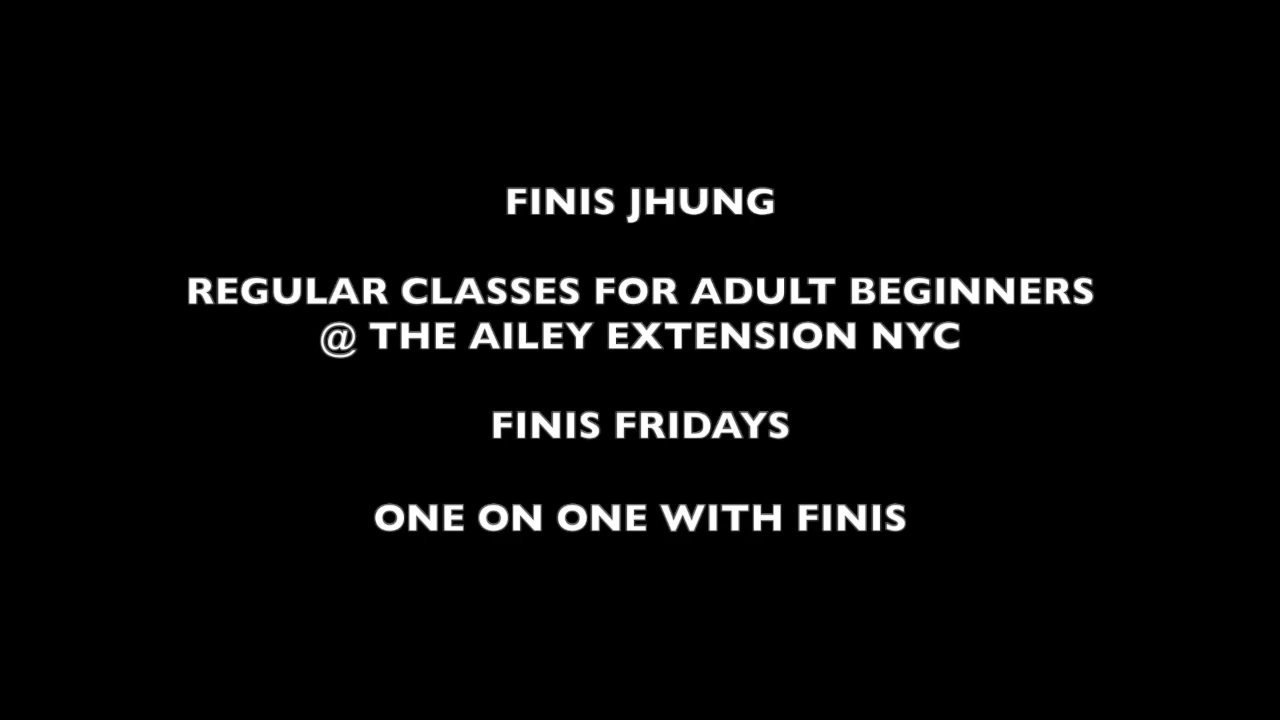 FINIS JHUNG
REGULAR CLASSES FOR ADULT BEGINNERS
@ THE AILEY EXTENSION NYC
FINIS FRIDAYS
ONE ON ONE WITH FINIS